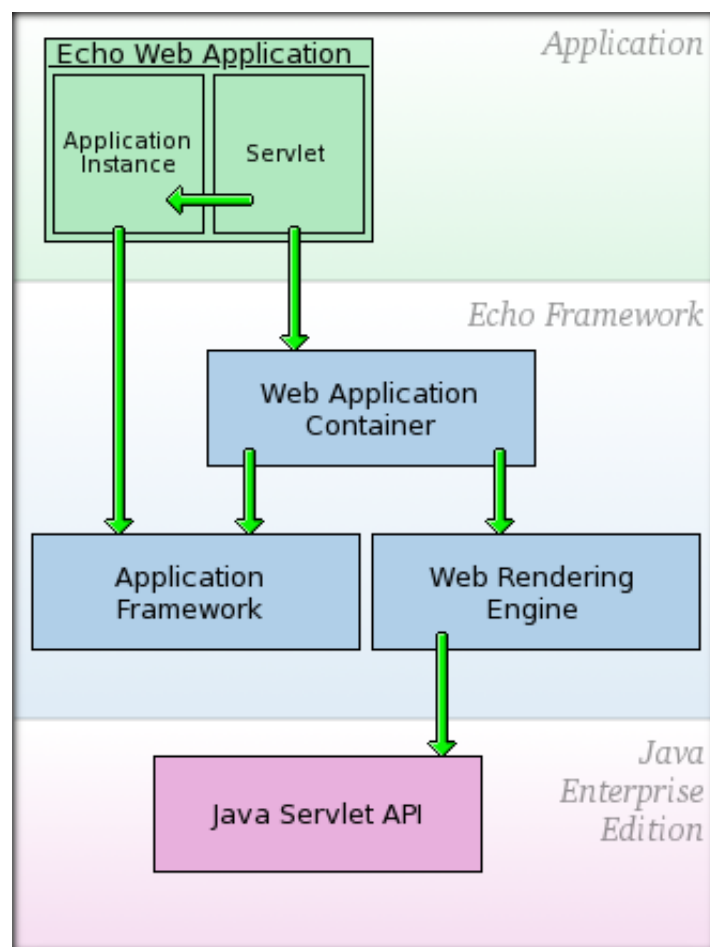 Echo Web Application
Application
Application
Instance
Servlet
Echo Framework
Web Application
Container
Application
Framework
Web Rendering
Engine
Java
Enterprise
Edition
Java Servlet API